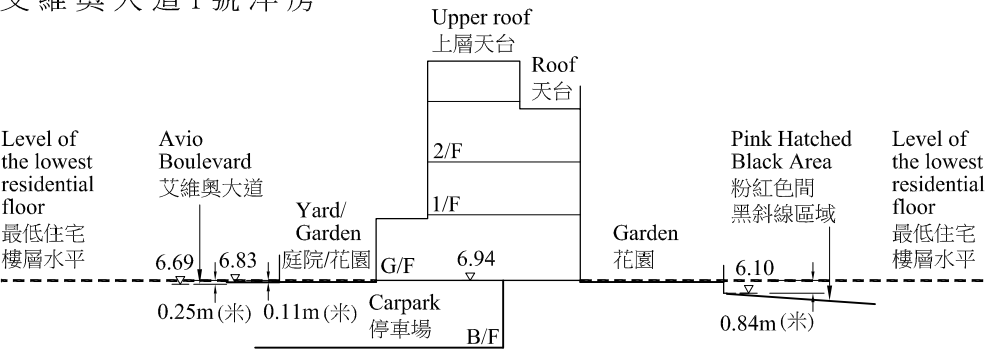 艾維奧大道1號洋房
Upper roof
上層天台
Roof
天台
Level of
the lowest
residential
floor
最低住宅
樓層水平
Avio
Boulevard
艾維奧大道
2/F
1/F
Yard/
Garden
庭院/花園
G/F
6.69
6.83
6.94
Garden
花園
Pink Hatched
Black Area
粉紅色間
黑斜線區域
6.10
Level of
the lowest
residential
floor
最低住宅
樓層水平
0.25m (米)
0.11m (米)
Carpark
停車場
B/F
0.84m (米)